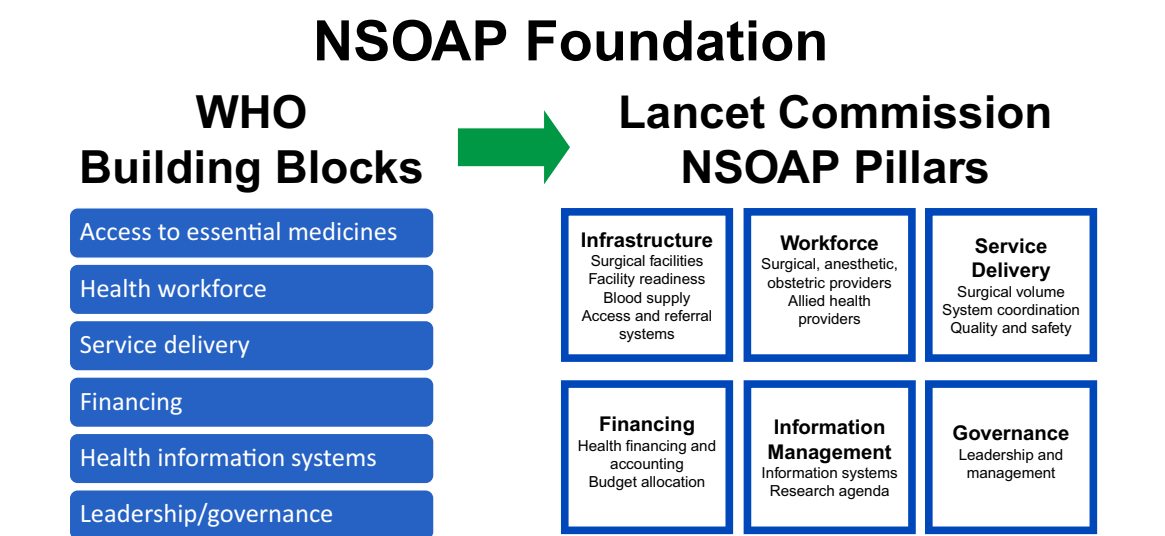 NSOAP Foundation
WHO
Building Blocks
Access to essential medicines
Health workforce
Service delivery
Financing
Health information systems
Leadership/governance
Lancet Commission
NSOAP Pillars
Infrastructure
Surgical facilities
Facility readiness
Blood supply
Access and referral
systems
Workforce
Surgical, anesthetic,
obstetric providers
Allied health
providers
Service
Delivery
Surgical volume
System coordination
Quality and safety
Financing
Health financing and
accounting
Budget allocation
Information
Management
Information systems
Research agenda
Governance
Leadership and
management